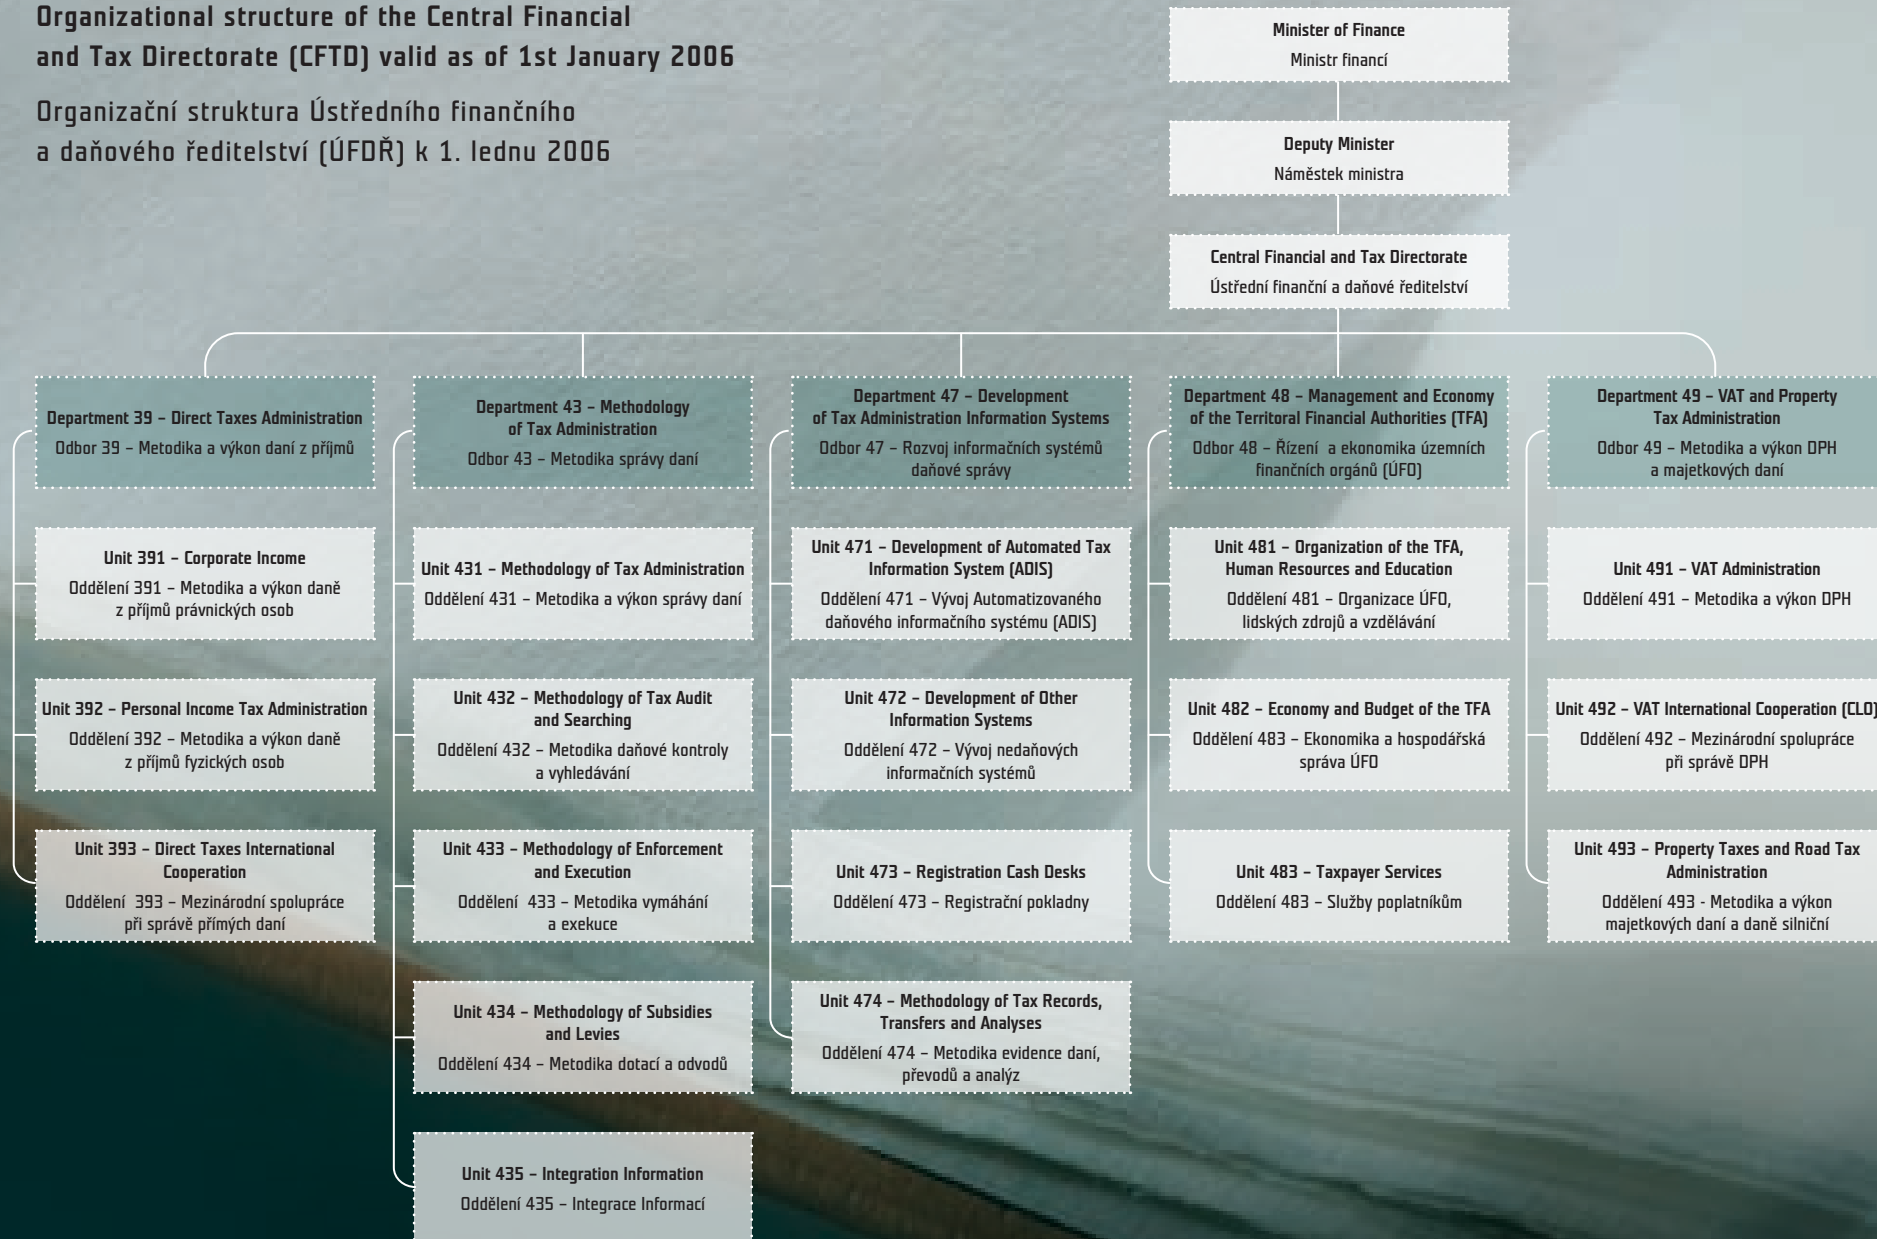 Organizational structure of the Central Financial
and Tax Directorate (CFTD) valid as of 1st January 2006
Organizační struktura Ústředního finančního
a daňového ředitelství (ÚFDŘ) k 1. lednu 2006
Minister of Finance
Ministr financí
Deputy Minister
Náměstek ministra
Central Financial and Tax Directorate
Ústřední finanční a daňové ředitelství
Department 39 – Direct Taxes Administration
Odbor 39 – Metodika a výkon daní z příjmů
Unit 391 – Corporate Income
Oddělení 391 – Metodika a výkon daně
z příjmů právnických osob
Unit 392 – Personal Income Tax Administration
Oddělení 392 – Metodika a výkon daně
z příjmů fyzických osob
Unit 393 – Direct Taxes International
Cooperation
Oddělení 393 – Mezinárodní spolupráce
při správě přímých daní
Department 43 – Methodology
of Tax Administration
Odbor 43 – Metodika správy daní
Unit 431 – Methodology of Tax Administration
Oddělení 431 – Metodika a výkon správy daní
Unit 432 – Methodology of Tax Audit
and Searching
Oddělení 432 – Metodika daňové kontroly
a vyhledávání
Unit 433 – Methodology of Enforcement
and Execution
Oddělení 433 – Metodika vymáhání
a exekuce
Unit 434 – Methodology of Subsidies
and Levies
Oddělení 434 – Metodika dotací a odvodů
Unit 435 – Integration Information
Oddělení 435 – Integrace Informací
Department 47 – Development
of Tax Administration Information Systems
Odbor 47 – Rozvoj informačních systémů
daňové správy
Unit 471 – Development of Automated Tax
Information System (ADIS)
Oddělení 471 – Vývoj Automatizovaného
daňového informačního systému (ADIS)
Unit 472 – Development of Other
Information Systems
Oddělení 472 – Vývoj nedaňových
informačních systémů
Unit 473 – Registration Cash Desks
Oddělení 473 – Registrační pokladny
Unit 474 – Methodology of Tax Records,
Transfers and Analyses
Oddělení 474 – Metodika evidence daní,
převodů a analýz
Department 48 – Management and Economy
of the Territoral Financial Authorities (TFA)
Odbor 48 – Řízení a ekonomika územních
finančních orgánů (ÚFO)
Unit 481 – Organization of the TFA,
Human Resources and Education
Oddělení 481 – Organizace ÚFO,
lidských zdrojů a vzdělávání
Unit 482 – Economy and Budget of the TFA
Oddělení 483 – Ekonomika a hospodářská
správa ÚFO
Unit 483 – Taxpayer Services
Oddělení 483 – Služby poplatníkům
Department 49 – VAT and Property
Tax Administration
Odbor 49 – Metodika a výkon DPH
a majetkových daní
Unit 491 – VAT Administration
Oddělení 491 – Metodika a výkon DPH
Unit 492 – VAT International Cooperation (CLO)
Oddělení 492 – Mezinárodní spolupráce
při správě DPH
Unit 493 – Property Taxes and Road Tax
Administration
Oddělení 493 - Metodika a výkon
majetkových daní a daně silniční